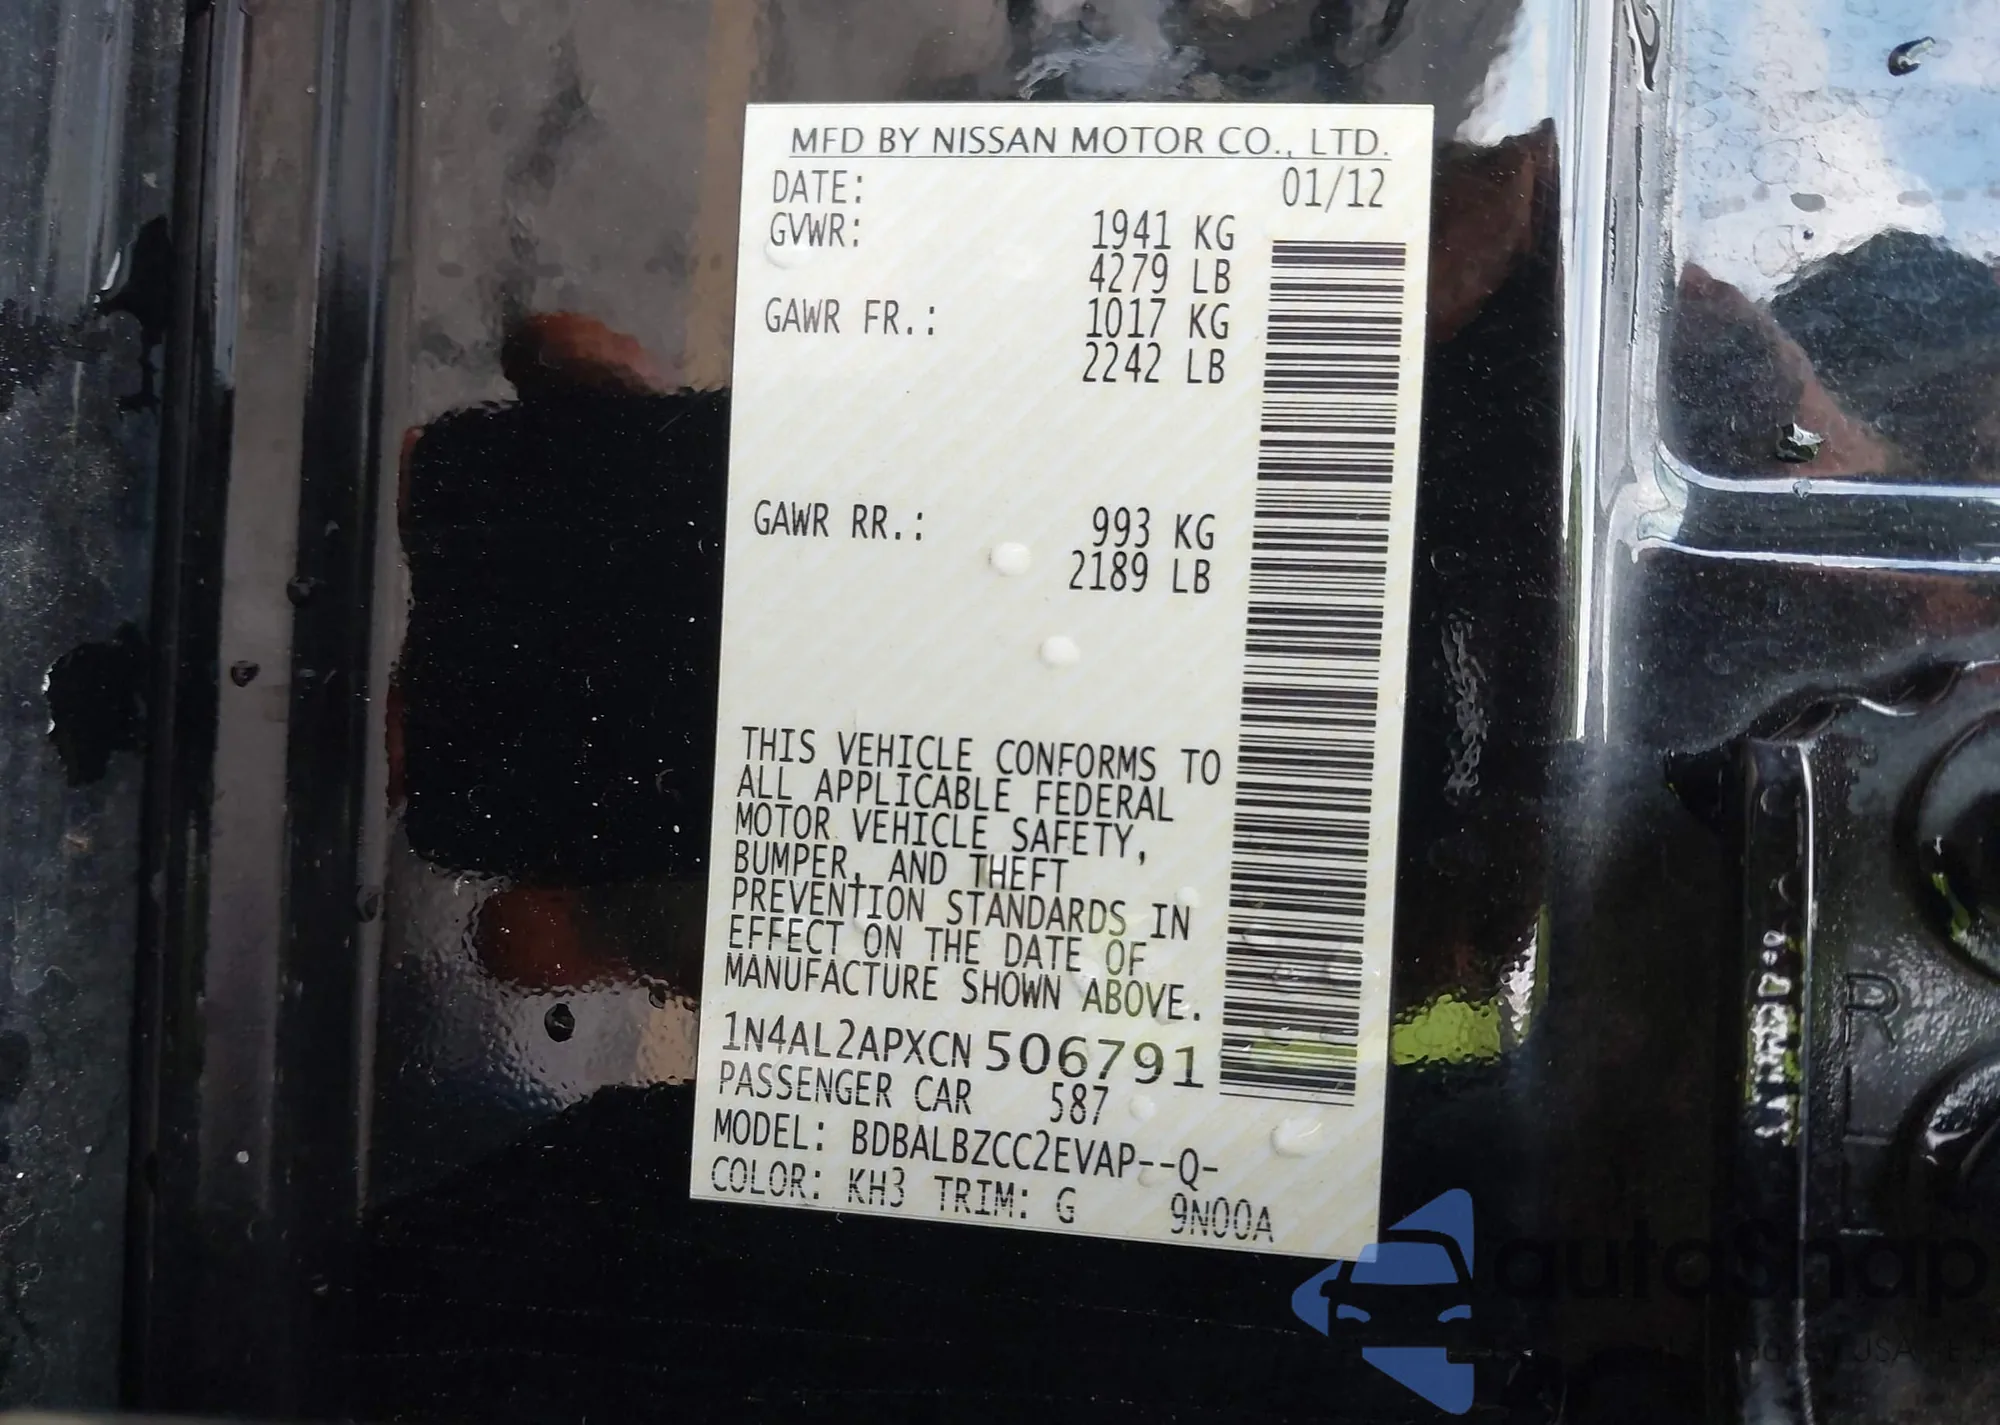 MFD BY NISSAN MOTOR CO., LTD.
DATE: 01/12
GVWR: 1941 KG
4279 LB
GAWR FR.: 1017 KG
2242 LB
GAWR RR.: 993 KG
2189 LB
THIS VEHICLE CONFORMS TO
ALL APPLICABLE FEDERAL
MOTOR VEHICLE SAFETY,
BUMPER, AND THEFT
PREVENTION STANDARDS IN
EFFECT ON THE DATE OF
MANUFACTURE SHOWN ABOVE.
1N4AL2APXCN506791
PASSENGER CAR 587
MODEL: BDBALBZCC2EVAP--Q-
COLOR: KH3 TRIM: G 9N00A
autoSnap